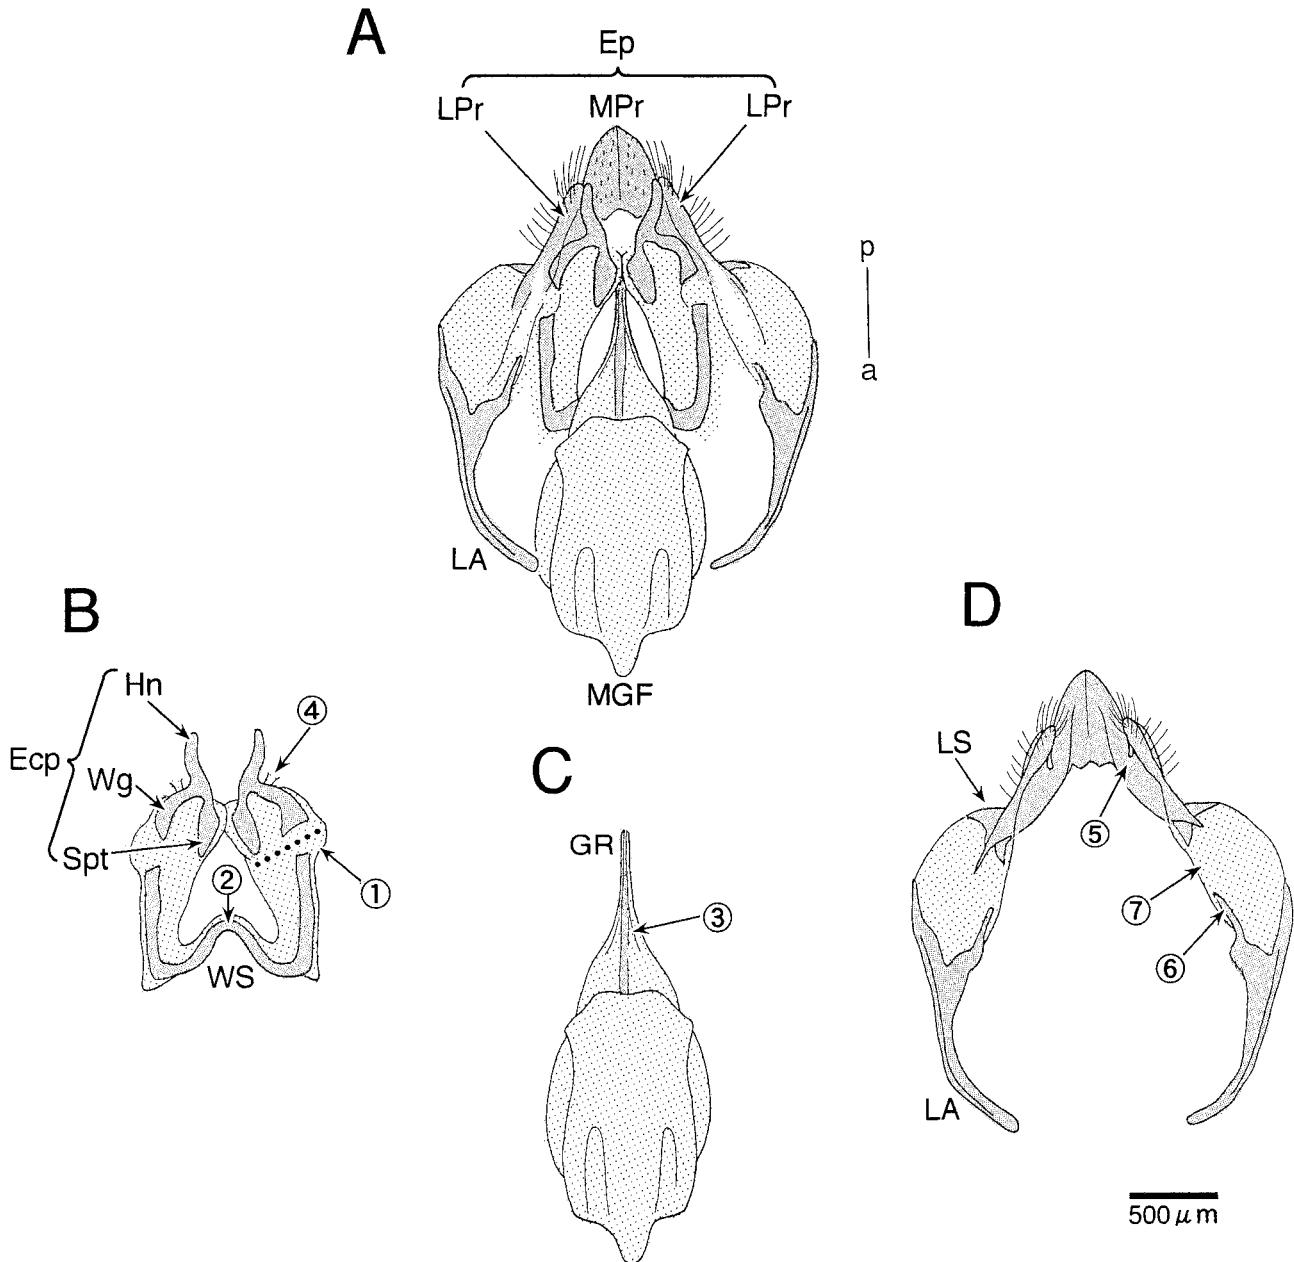 A
Ep
LPr MPr LPr
p
a
LA
MGF
B
Hn
④
Ecp
Wg
Spt
②
①
WS
C
GR
③
D
LS
⑤
⑦
⑥
LA
500 μm